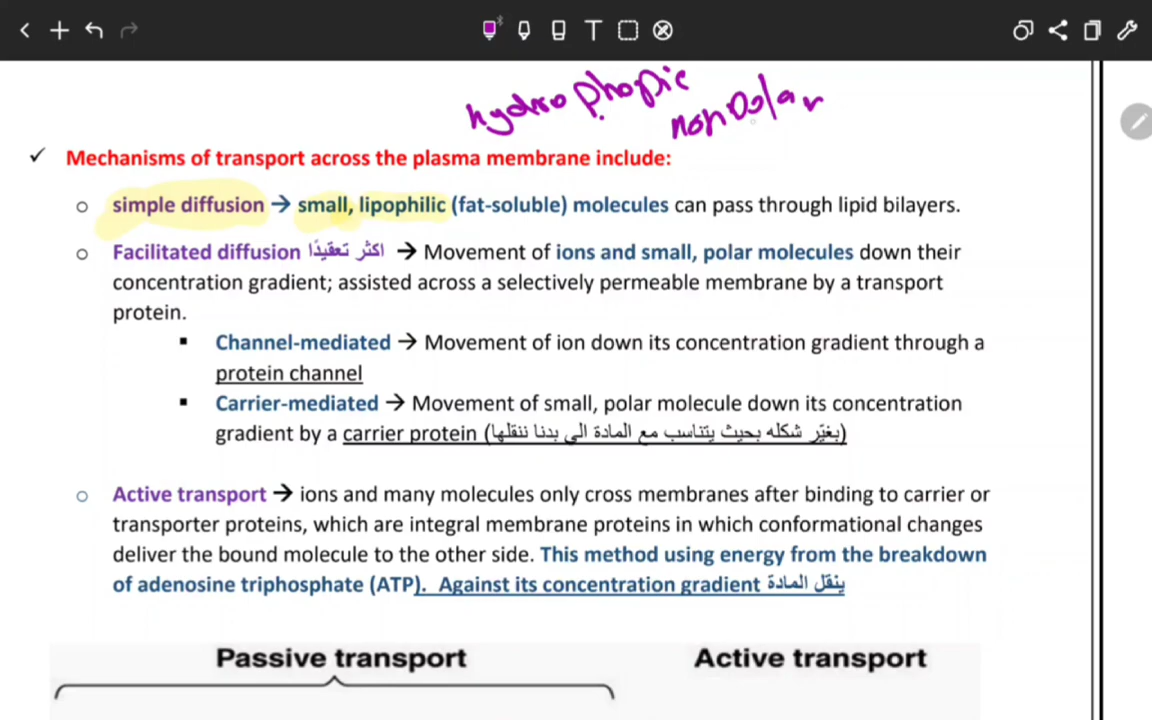 hydrophopic
nonpolar
✓ Mechanisms of transport across the plasma membrane include:
o simple diffusion → small, lipophilic (fat-soluble) molecules can pass through lipid bilayers.
o Facilitated diffusion اكثر تعقيدًا → Movement of ions and small, polar molecules down their
concentration gradient; assisted across a selectively permeable membrane by a transport
protein.
▪ Channel-mediated → Movement of ion down its concentration gradient through a
protein channel
▪ Carrier-mediated → Movement of small, polar molecule down its concentration
gradient by a carrier protein (بغيّر شكله بحيث يتناسب مع المادة الي بدنا ننقلها)
o Active transport → ions and many molecules only cross membranes after binding to carrier or
transporter proteins, which are integral membrane proteins in which conformational changes
deliver the bound molecule to the other side. This method using energy from the breakdown
of adenosine triphosphate (ATP). Against its concentration gradient ينقل المادة
Passive transport Active transport